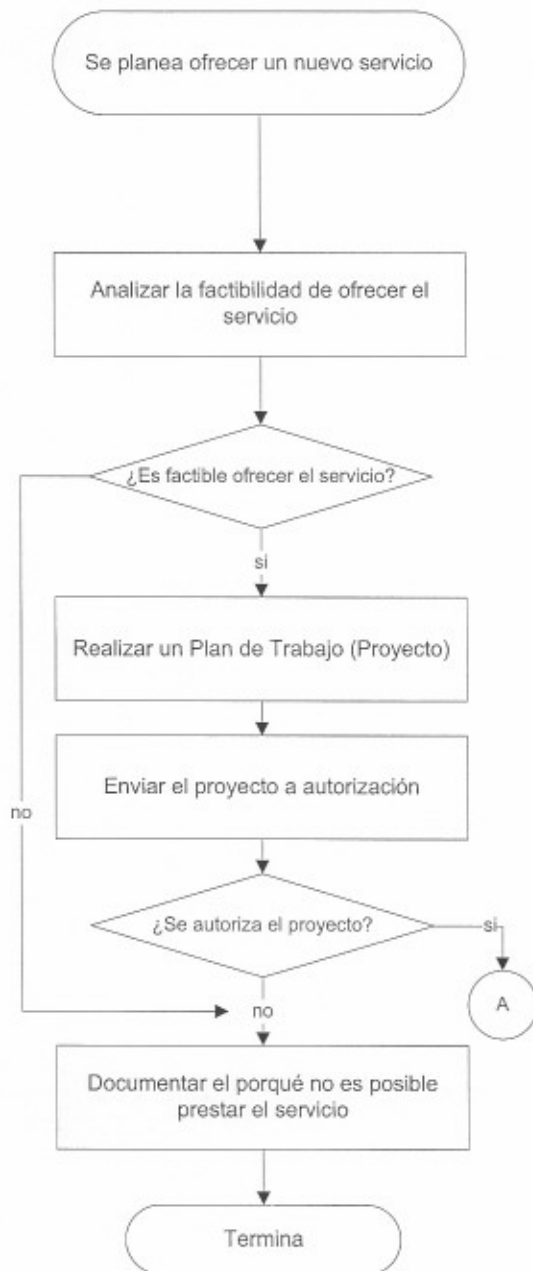 Se planea ofrecer un nuevo servicio
Analizar la factibilidad de ofrecer el
servicio
¿Es factible ofrecer el servicio?
si
Realizar un Plan de Trabajo (Proyecto)
Enviar el proyecto a autorización
no
¿Se autoriza el proyecto?
si
A
no
Documentar el porqué no es posible
prestar el servicio
Termina